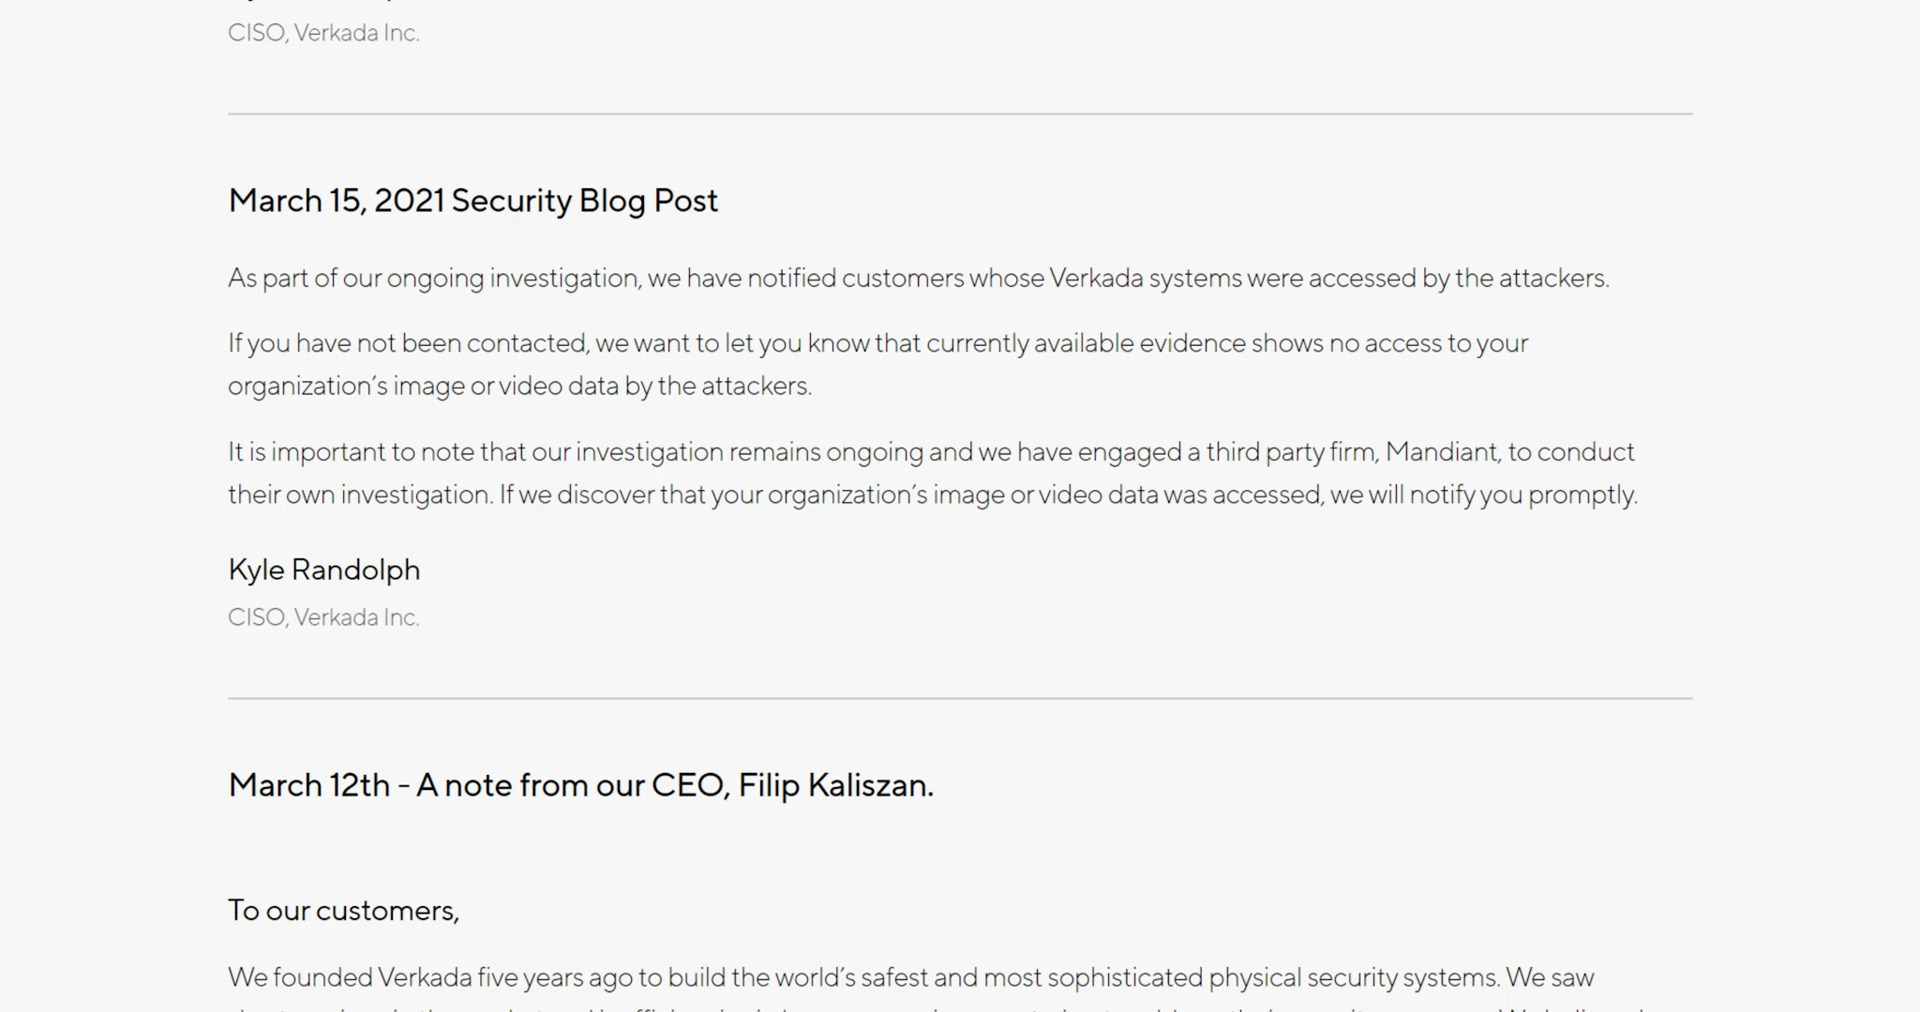 CISO, Verkada Inc.
March 15, 2021 Security Blog Post
As part of our ongoing investigation, we have notified customers whose Verkada systems were accessed by the attackers.
If you have not been contacted, we want to let you know that currently available evidence shows no access to your
organization’s image or video data by the attackers.
It is important to note that our investigation remains ongoing and we have engaged a third party firm, Mandiant, to conduct
their own investigation. If we discover that your organization’s image or video data was accessed, we will notify you promptly.
Kyle Randolph
CISO, Verkada Inc.
March 12th - A note from our CEO, Filip Kaliszan.
To our customers,
We founded Verkada five years ago to build the world’s safest and most sophisticated physical security systems. We saw